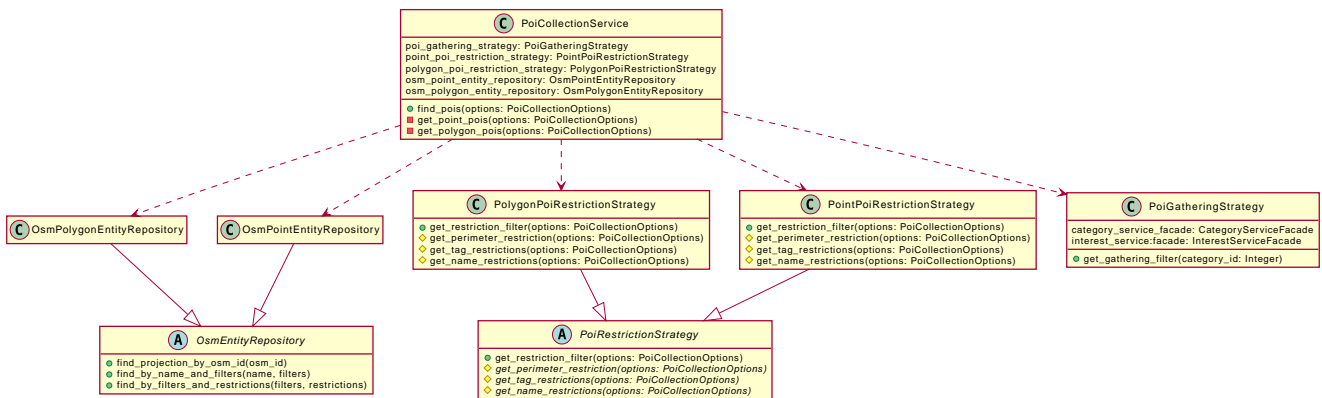 C PoiCollectionService
poi_gathering_strategy: PoiGatheringStrategy
point_poi_restriction_strategy: PointPoiRestrictionStrategy
polygon_poi_restriction_strategy: PolygonPoiRestrictionStrategy
osm_point_entity_repository: OsmPointEntityRepository
osm_polygon_entity_repository: OsmPolygonEntityRepository
find_pois(options: PoiCollectionOptions)
get_point_pois(options: PoiCollectionOptions)
get_polygon_pois(options: PoiCollectionOptions)
C OsmPolygonEntityRepository
C OsmPointEntityRepository
C PolygonPoiRestrictionStrategy
get_restriction_filter(options: PoiCollectionOptions)
get_perimeter_restriction(options: PoiCollectionOptions)
get_tag_restrictions(options: PoiCollectionOptions)
get_name_restrictions(options: PoiCollectionOptions)
C PointPoiRestrictionStrategy
get_restriction_filter(options: PoiCollectionOptions)
get_perimeter_restriction(options: PoiCollectionOptions)
get_tag_restrictions(options: PoiCollectionOptions)
get_name_restrictions(options: PoiCollectionOptions)
C PoiGatheringStrategy
category_service_facade: CategoryServiceFacade
interest_service:facade: InterestServiceFacade
get_gathering_filter(category_id: Integer)
A OsmEntityRepository
find_projection_by_osm_id(osm_id)
find_by_name_and_filters(name, filters)
find_by_filters_and_restrictions(filters, restrictions)
A PoiRestrictionStrategy
get_restriction_filter(options: PoiCollectionOptions)
get_perimeter_restriction(options: PoiCollectionOptions)
get_tag_restrictions(options: PoiCollectionOptions)
get_name_restrictions(options: PoiCollectionOptions)